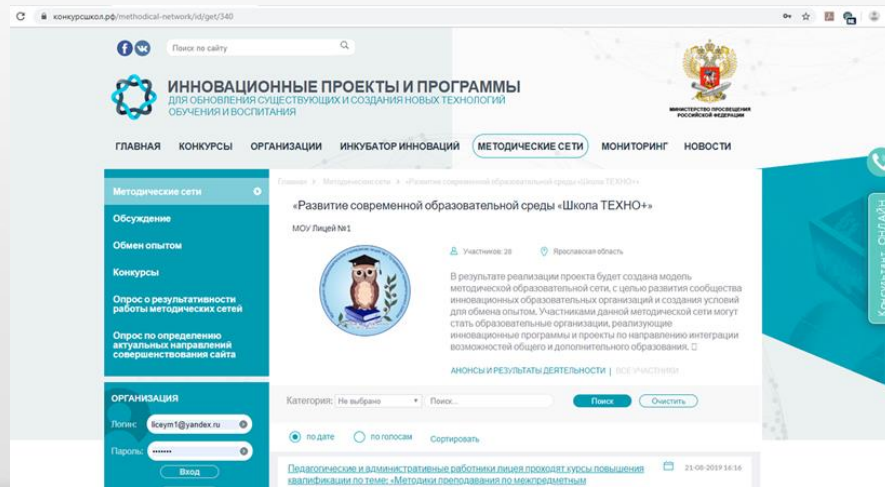 конкурсшкол.рф/methodical-network/id/get/340
Поиск по сайту
ИННОВАЦИОННЫЕ ПРОЕКТЫ И ПРОГРАММЫ
ДЛЯ ОБНОВЛЕНИЯ СУЩЕСТВУЮЩИХ И СОЗДАНИЯ НОВЫХ ТЕХНОЛОГИЙ
ОБУЧЕНИЯ И ВОСПИТАНИЯ
МИНИСТЕРСТВО ПРОСВЕЩЕНИЯ
РОССИЙСКОЙ ФЕДЕРАЦИИ
ГЛАВНАЯ КОНКУРСЫ ОРГАНИЗАЦИИ ИНКУБАТОР ИННОВАЦИЙ МЕТОДИЧЕСКИЕ СЕТИ МОНИТОРИНГ НОВОСТИ
Методические сети
Обсуждение
Обмен опытом
Конкурсы
Опрос о результативности
работы методических сетей
Опрос по определению
актуальных направлений
совершенствования сайта
ОРГАНИЗАЦИЯ
Логин: liceym1@yandex.ru
Пароль: •••••••
Вход
Главная > Методические сети > «Развитие современной образовательной среды «Школа ТЕХНО+»
«Развитие современной образовательной среды «Школа ТЕХНО+»
МОУ Лицей №1
Участников: 28 Ярославская область
В результате реализации проекта будет создана модель
методической образовательной сети, с целью развития сообщества
инновационных образовательных организаций и создания условий
для обмена опытом. Участниками данной методической сети могут
стать образовательные организации, реализующие
инновационные программы и проекты по направлению интеграции
возможностей общего и дополнительного образования.
АНОНСЫ И РЕЗУЛЬТАТЫ ДЕЯТЕЛЬНОСТИ | ВСЕ УЧАСТНИКИ
Категория: Не выбрано Поиск... Поиск Очистить
по дате по голосам Сортировать
Педагогические и административные работники лицея проходят курсы повышения
квалификации по теме: «Методики преподавания по межпредметным
21-08-2019 16:16
Консультант Онлайн